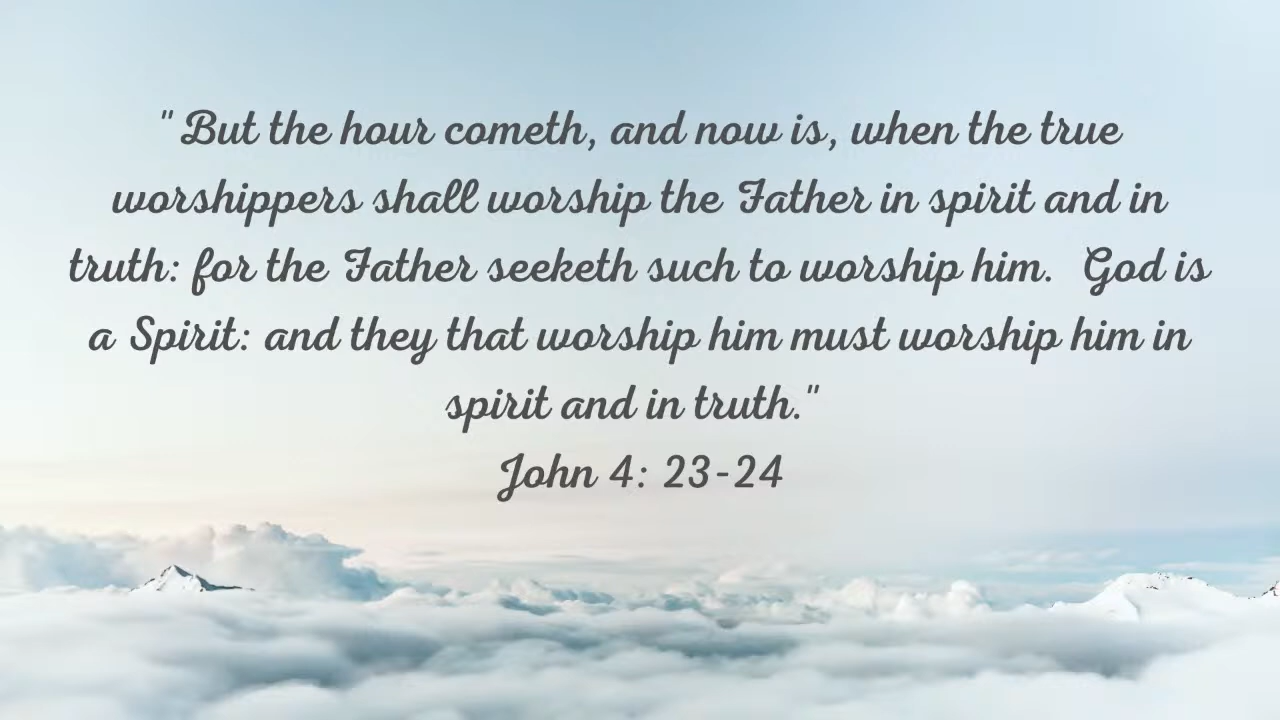 "But the hour cometh, and now is, when the true
worshippers shall worship the Father in spirit and in
truth: for the Father seeketh such to worship him.  God is
a Spirit: and they that worship him must worship him in
spirit and in truth."
John 4: 23-24